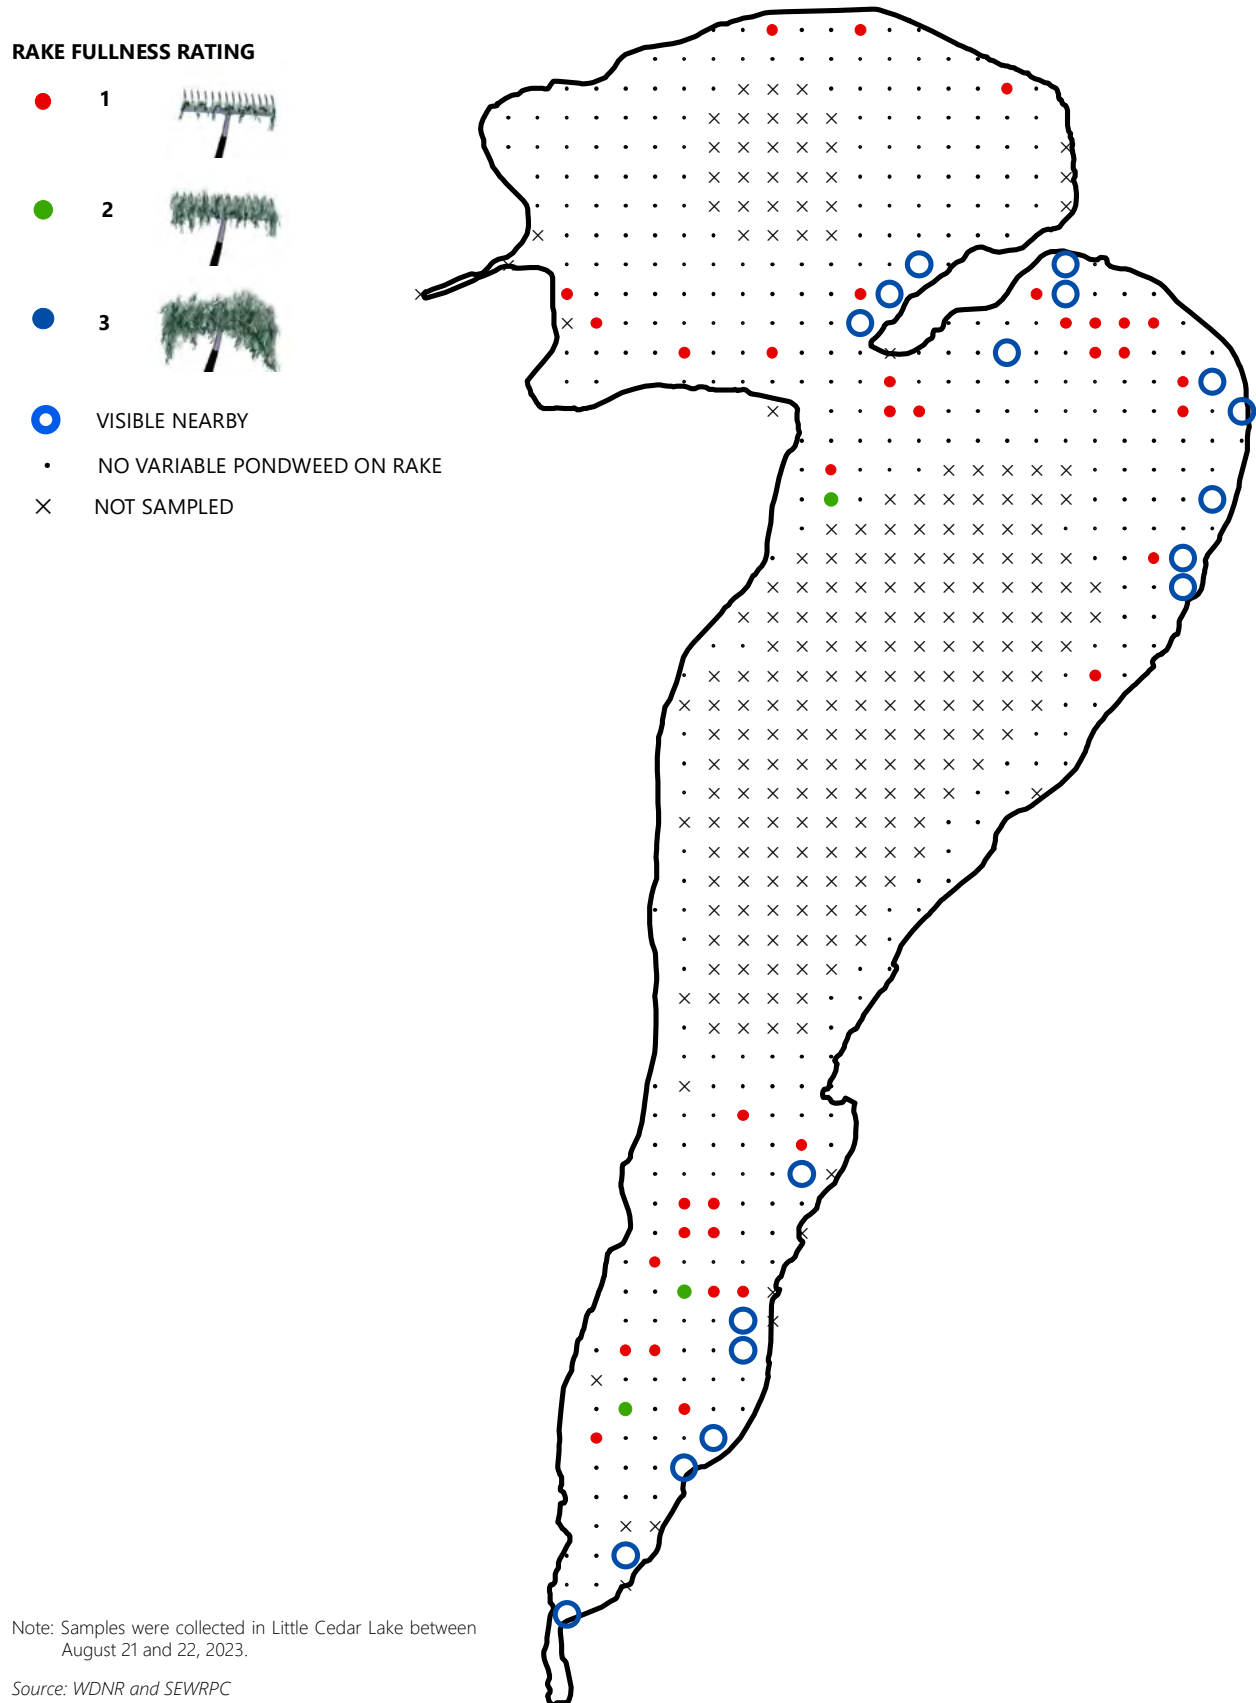 RAKE FULLNESS RATING
1
2
3
VISIBLE NEARBY
NO VARIABLE PONDWEED ON RAKE
NOT SAMPLED
Note: Samples were collected in Little Cedar Lake between
August 21 and 22, 2023.
Source: WDNR and SEWRPC